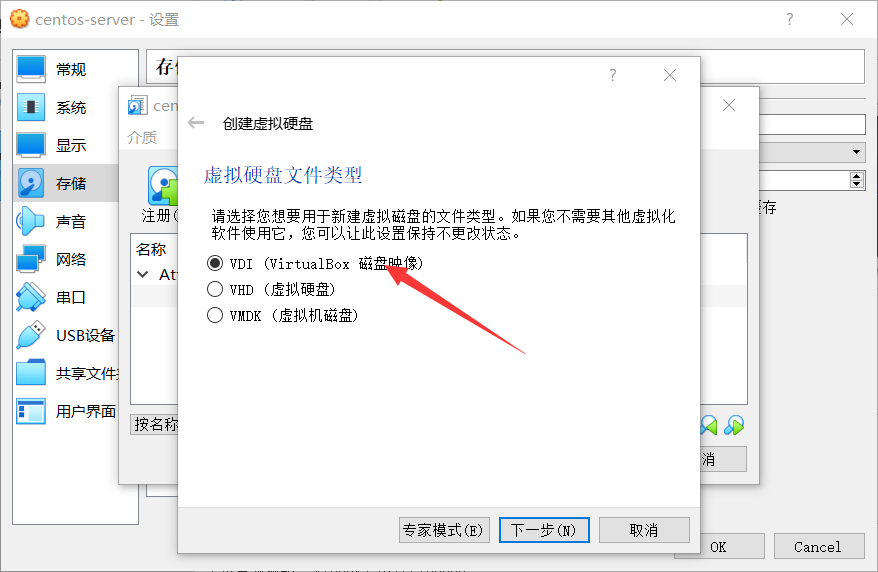 centos-server - 设置
常规
系统
显示
存储
声音
网络
串口
USB设备
共享文件
用户界面
介质
注册(
名称
按名称
创建虚拟硬盘
虚拟硬盘文件类型
请选择您想要用于新建虚拟磁盘的文件类型。如果您不需要其他虚拟化
软件使用它，您可以让此设置保持不更改状态。
VDI (VirtualBox 磁盘映像)
VHD (虚拟硬盘)
VMDK (虚拟机磁盘)
专家模式(E)
下一步(N)
取消
消
OK
Cancel